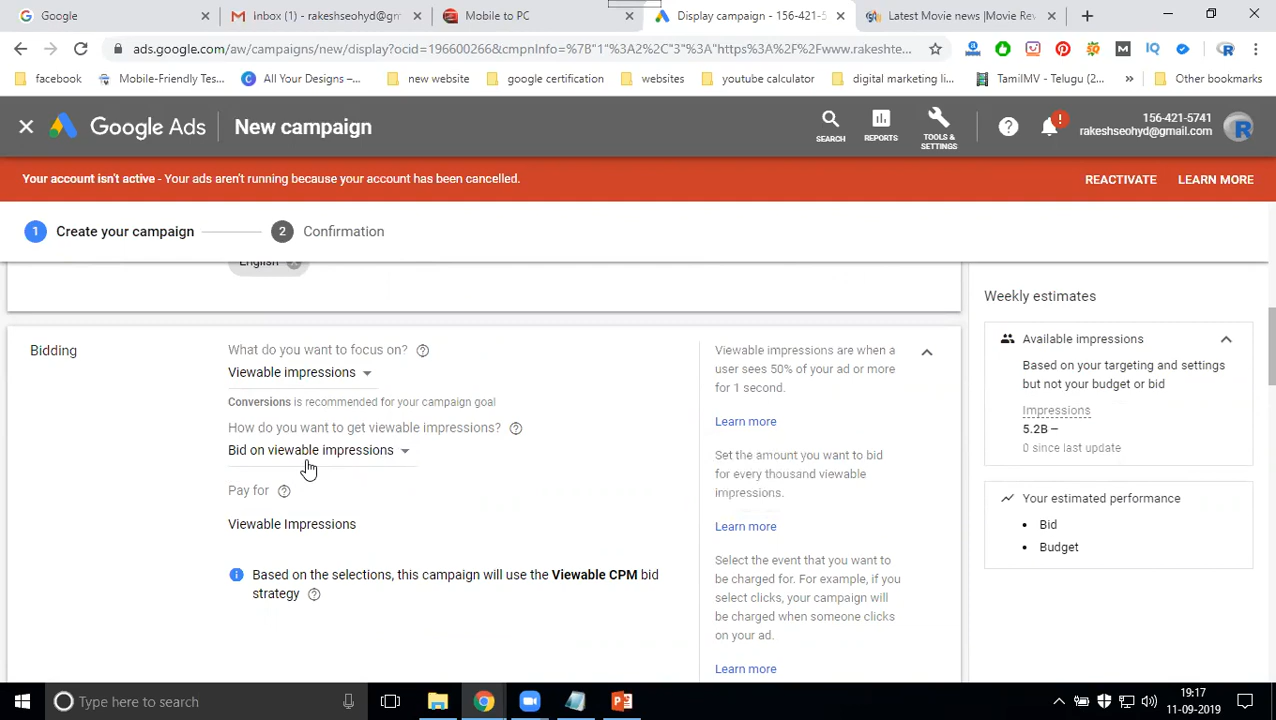 Google
Inbox (1) - rakeshseohyd@gm
Mobile to PC
Display campaign - 156-421-5
Latest Movie news |Movie Rev
ads.google.com/aw/campaigns/new/display?ocid=196600266&cmpnInfo=%7B"1"%3A2%2C"3"%3A"https%3A%2F%2Fwww.rakeshte...
facebook
Mobile-Friendly Tes...
All Your Designs –...
new website
google certification
websites
youtube calculator
digital marketing li...
TamilMV - Telugu (2...
Other bookmarks
Google Ads
New campaign
SEARCH
REPORTS
TOOLS & SETTINGS
156-421-5741
rakeshseohyd@gmail.com
Your account isn't active - Your ads aren't running because your account has been cancelled.
REACTIVATE
LEARN MORE
1 Create your campaign
2 Confirmation
English
Bidding
What do you want to focus on?
Viewable impressions
Conversions is recommended for your campaign goal
How do you want to get viewable impressions?
Bid on viewable impressions
Pay for
Viewable Impressions
Based on the selections, this campaign will use the Viewable CPM bid
strategy
Viewable impressions are when a
user sees 50% of your ad or more
for 1 second.
Learn more
Set the amount you want to bid
for every thousand viewable
impressions.
Learn more
Select the event that you want to
be charged for. For example, if you
select clicks, your campaign will
be charged when someone clicks
on your ad.
Learn more
Weekly estimates
Available impressions
Based on your targeting and settings
but not your budget or bid
Impressions
5.2B –
0 since last update
Your estimated performance
• Bid
• Budget
Type here to search
19:17
11-09-2019